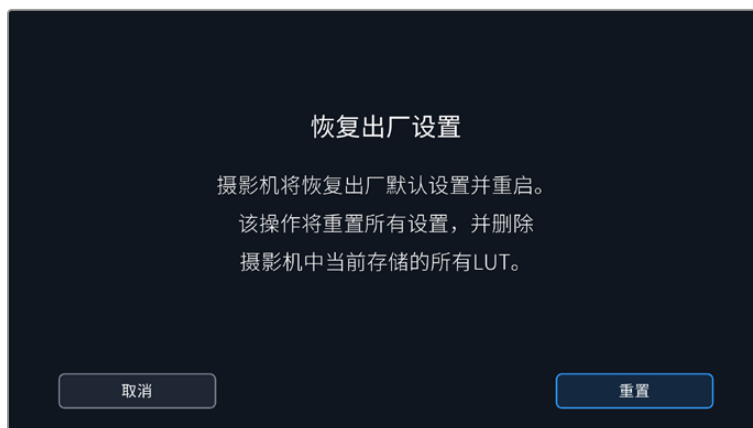 恢复出厂设置
摄影机将恢复出厂默认设置并重启。
该操作将重置所有设置，并删除
摄影机中当前存储的所有LUT。
取消
重置